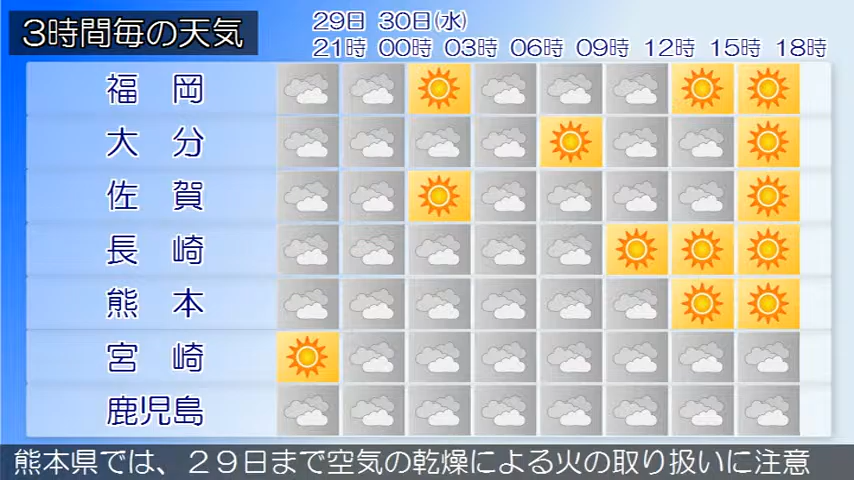 3時間毎の天気
29日 30日(水)
21時 00時 03時 06時 09時 12時 15時 18時
福岡
大分
佐賀
長崎
熊本
宮崎
鹿児島
熊本県では、２９日まで空気の乾燥による火の取り扱いに注意